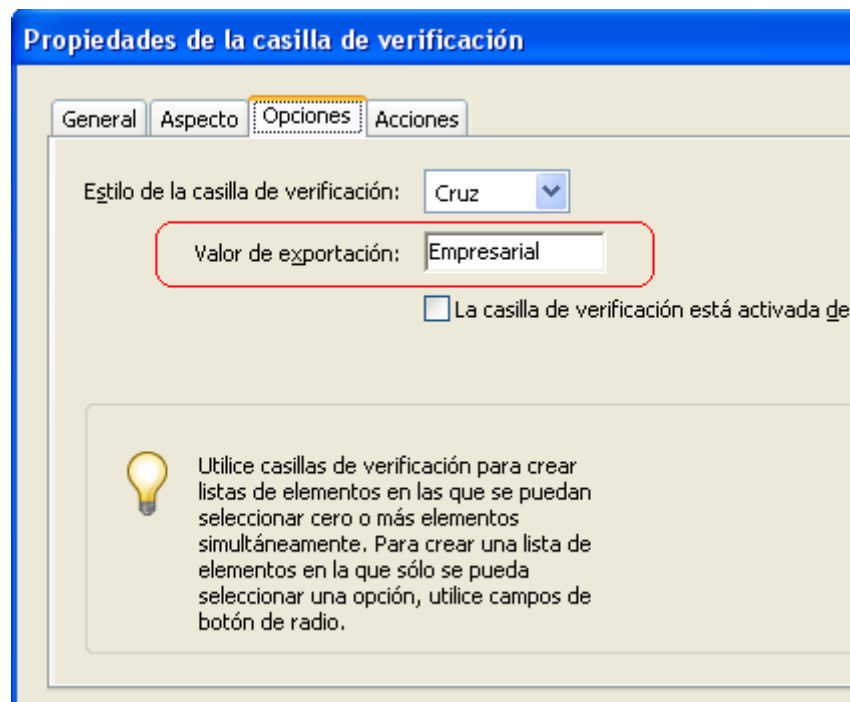 Propiedades de la casilla de verificación
General Aspecto Opciones Acciones
Estilo de la casilla de verificación: Cruz
Valor de exportación: Empresarial
La casilla de verificación está activada de
Utilice casillas de verificación para crear
listas de elementos en las que se puedan
seleccionar cero o más elementos
simultáneamente. Para crear una lista de
elementos en la que sólo se pueda
seleccionar una opción, utilice campos de
botón de radio.